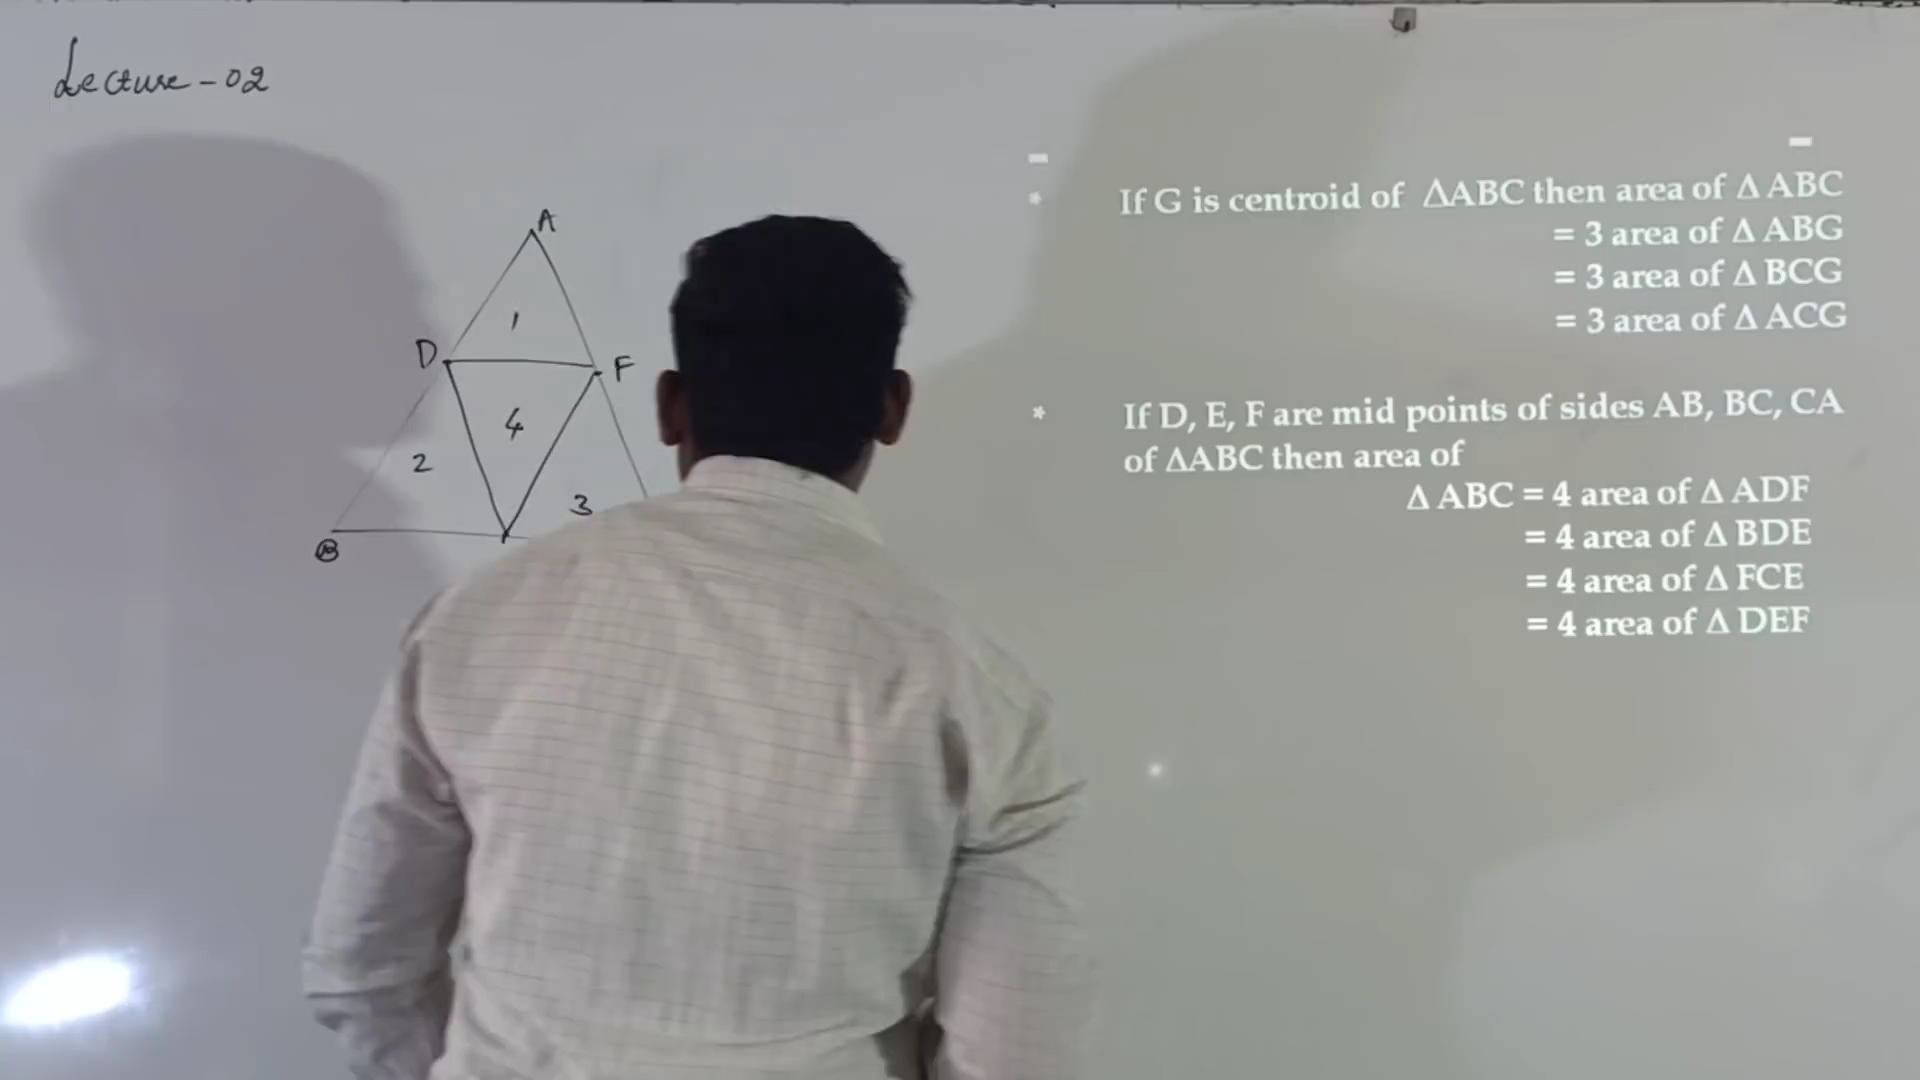 Lecture - 02
A
1
D
F
4
2
3
B
* If G is centroid of ΔABC then area of Δ ABC
= 3 area of Δ ABG
= 3 area of Δ BCG
= 3 area of Δ ACG
* If D, E, F are mid points of sides AB, BC, CA
of ΔABC then area of
Δ ABC = 4 area of Δ ADF
= 4 area of Δ BDE
= 4 area of Δ FCE
= 4 area of Δ DEF